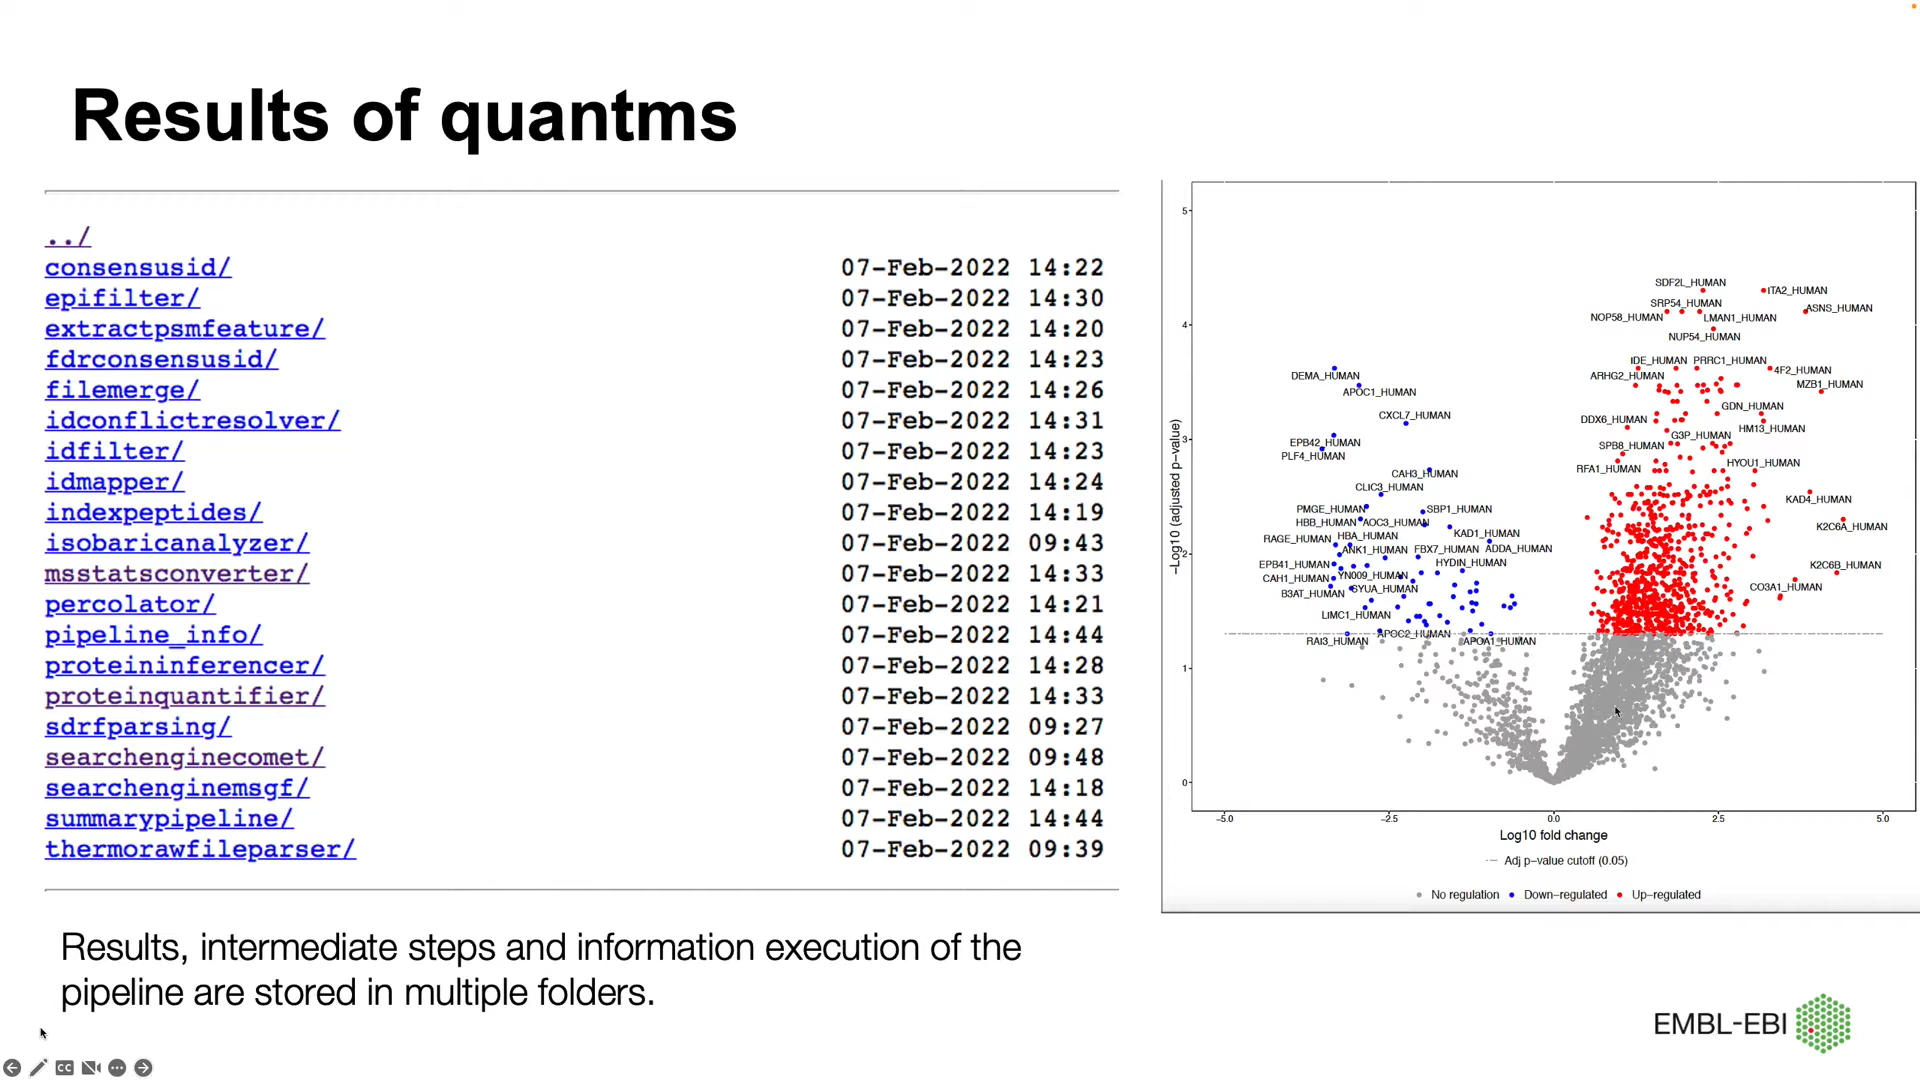 Results of quantms
../
consensusid/ 07-Feb-2022 14:22
epifilter/ 07-Feb-2022 14:30
extractpsmfeature/ 07-Feb-2022 14:20
fdrconsensusid/ 07-Feb-2022 14:23
filemerge/ 07-Feb-2022 14:26
idconflictresolver/ 07-Feb-2022 14:31
idfilter/ 07-Feb-2022 14:23
idmapper/ 07-Feb-2022 14:24
indexpeptides/ 07-Feb-2022 14:19
isobaricanalyzer/ 07-Feb-2022 09:43
msstatsconverter/ 07-Feb-2022 14:33
percolator/ 07-Feb-2022 14:21
pipeline_info/ 07-Feb-2022 14:44
proteininferencer/ 07-Feb-2022 14:28
proteinquantifier/ 07-Feb-2022 14:33
sdrfparsing/ 07-Feb-2022 09:27
searchenginecomet/ 07-Feb-2022 09:48
searchenginemsgf/ 07-Feb-2022 14:18
summarypipeline/ 07-Feb-2022 14:44
thermorawfileparser/ 07-Feb-2022 09:39
Results, intermediate steps and information execution of the
pipeline are stored in multiple folders.
-Log10 (adjusted p-value)
5
4
3
2
1
0
SDF2L_HUMAN
ITA2_HUMAN
SRP54_HUMAN
ASNS_HUMAN
NOP58_HUMAN
LMAN1_HUMAN
NUP54_HUMAN
IDE_HUMAN
PRRC1_HUMAN
4F2_HUMAN
ARHG2_HUMAN
MZB1_HUMAN
GDN_HUMAN
DDX6_HUMAN
HM13_HUMAN
G3P_HUMAN
SPB8_HUMAN
HYOU1_HUMAN
RFA1_HUMAN
KAD4_HUMAN
K2C6A_HUMAN
K2C6B_HUMAN
CO3A1_HUMAN
DEMA_HUMAN
APOC1_HUMAN
CXCL7_HUMAN
EPB42_HUMAN
PLF4_HUMAN
CAH3_HUMAN
CLIC3_HUMAN
PMGE_HUMAN
SBP1_HUMAN
HBB_HUMAN
AOC3_HUMAN
RAGE_HUMAN
HBA_HUMAN
KAD1_HUMAN
ANK1_HUMAN
FBX7_HUMAN
ADDA_HUMAN
EPB41_HUMAN
HYDIN_HUMAN
CAH1_HUMAN
YN009_HUMAN
B3AT_HUMAN
SYUA_HUMAN
LIMC1_HUMAN
RAI3_HUMAN
APOC2_HUMAN
APOA1_HUMAN
-5.0 -2.5 0.0 2.5 5.0
Log10 fold change
Adj p-value cutoff (0.05)
No regulation Down-regulated Up-regulated
EMBL-EBI
CC